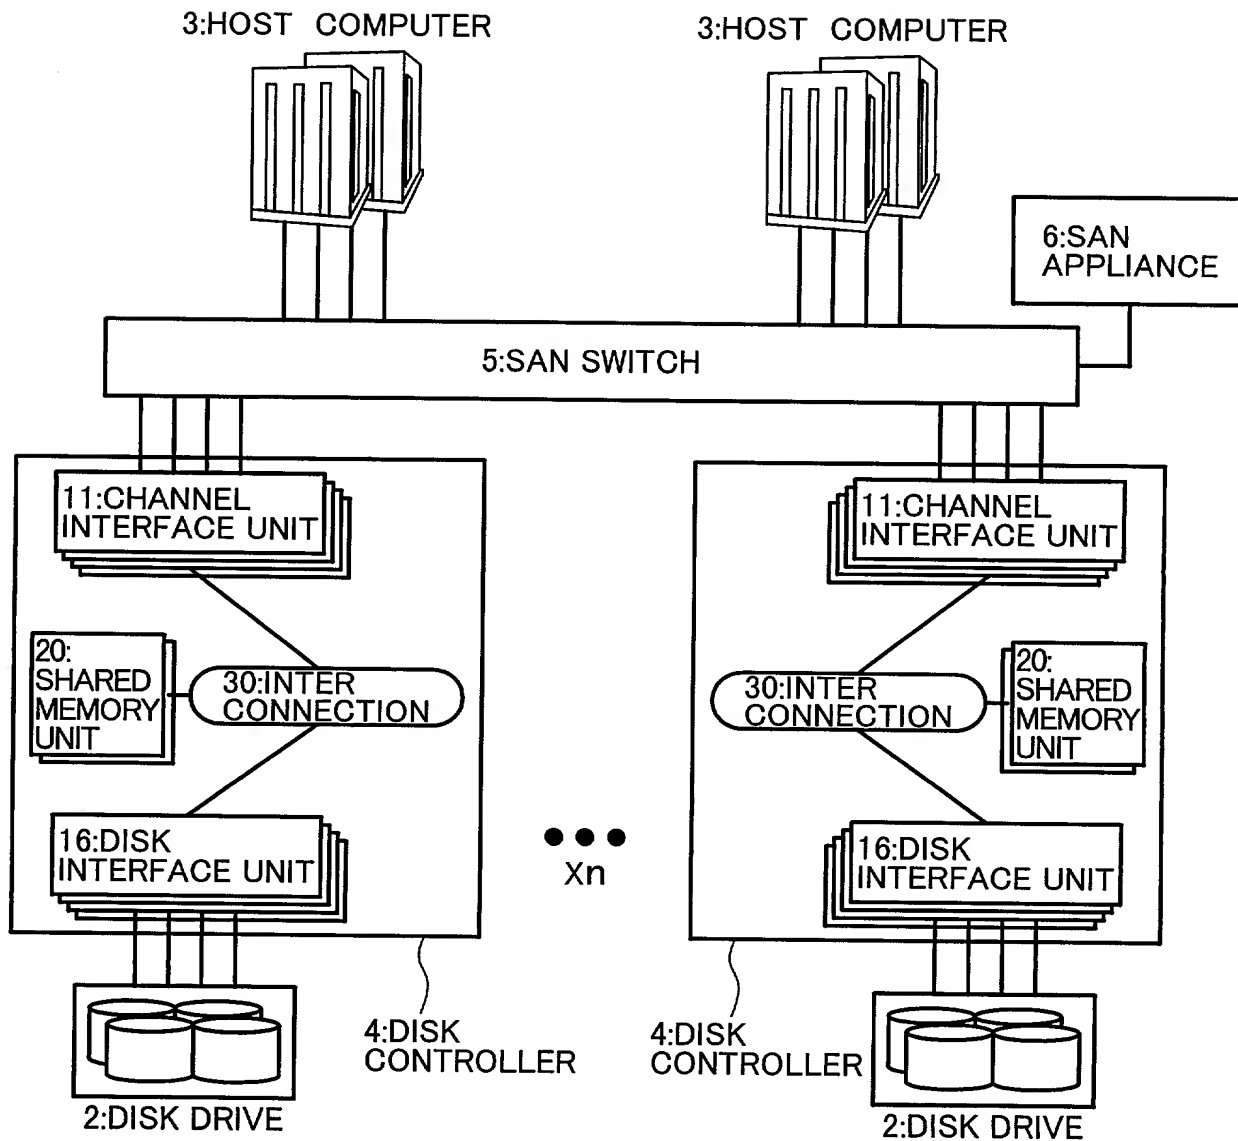 3:HOST COMPUTER
3:HOST COMPUTER
6:SAN
APPLIANCE
5:SAN SWITCH
11:CHANNEL
INTERFACE UNIT
11:CHANNEL
INTERFACE UNIT
20:
SHARED
MEMORY
UNIT
30:INTER
CONNECTION
30:INTER
CONNECTION
20:
SHARED
MEMORY
UNIT
16:DISK
INTERFACE UNIT
Xn
16:DISK
INTERFACE UNIT
4:DISK
CONTROLLER
4:DISK
CONTROLLER
2:DISK DRIVE
2:DISK DRIVE